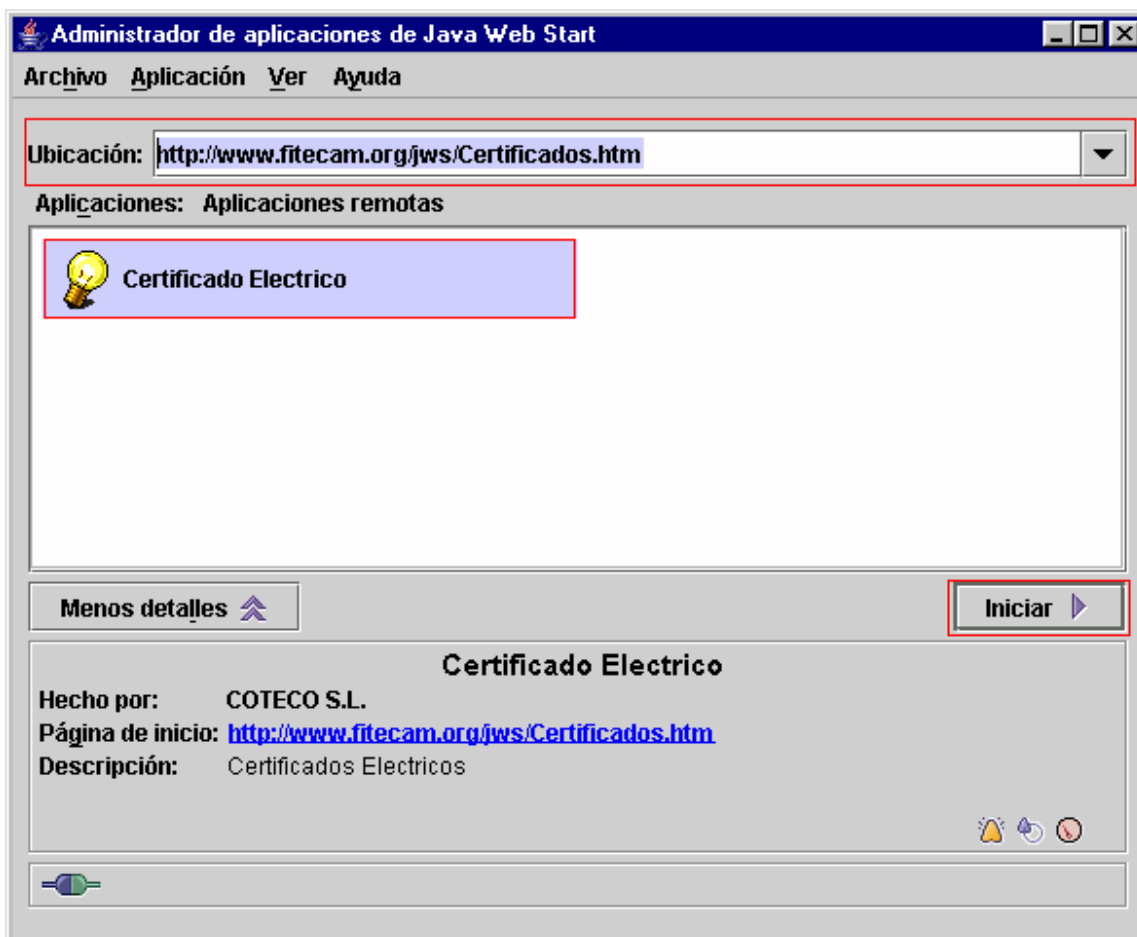 Administrador de aplicaciones de Java Web Start
Archivo Aplicación Ver Ayuda
Ubicación: http://www.fitecam.org/jws/Certificados.htm
Aplicaciones: Aplicaciones remotas
Certificado Electrico
Menos detalles Iniciar
Certificado Electrico
Hecho por: COTECO S.L.
Página de inicio: http://www.fitecam.org/jws/Certificados.htm
Descripción: Certificados Electricos